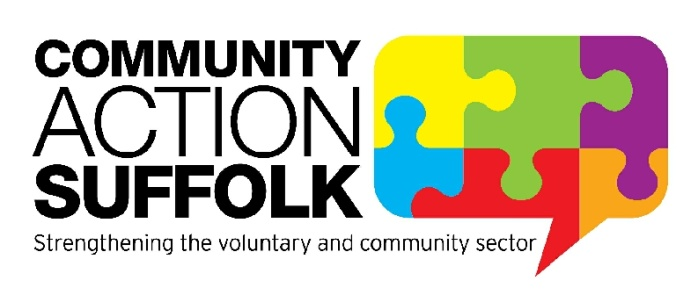 COMMUNITY
ACTION
SUFFOLK
Strengthening the voluntary and community sector